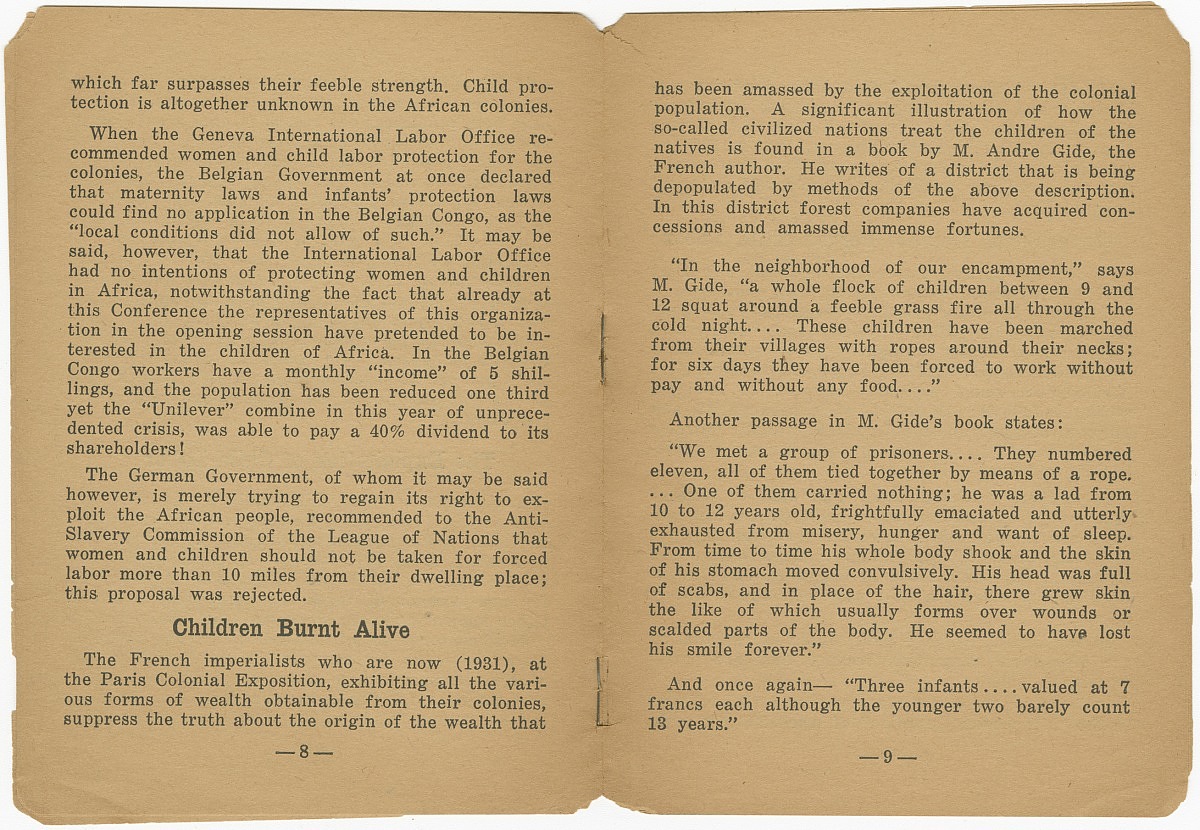 which far surpasses their feeble strength. Child pro-
tection is altogether unknown in the African colonies.
When the Geneva International Labor Office re-
commended women and child labor protection for the
colonies, the Belgian Government at once declared
that maternity laws and infants' protection laws
could find no application in the Belgian Congo, as the
"local conditions did not allow of such." It may be
said, however, that the International Labor Office
had no intentions of protecting women and children
in Africa, notwithstanding the fact that already at
this Conference the representatives of this organiza-
tion in the opening session have pretended to be in-
terested in the children of Africa. In the Belgian
Congo workers have a monthly "income" of 5 shil-
lings, and the population has been reduced one third
yet the "Unilever" combine in this year of unprece-
dented crisis, was able to pay a 40% dividend to its
shareholders!
The German Government, of whom it may be said
however, is merely trying to regain its right to ex-
ploit the African people, recommended to the Anti-
Slavery Commission of the League of Nations that
women and children should not be taken for forced
labor more than 10 miles from their dwelling place;
this proposal was rejected.
Children Burnt Alive
The French imperialists who are now (1931), at
the Paris Colonial Exposition, exhibiting all the vari-
ous forms of wealth obtainable from their colonies,
suppress the truth about the origin of the wealth that
—8—
has been amassed by the exploitation of the colonial
population. A significant illustration of how the
so-called civilized nations treat the children of the
natives is found in a book by M. Andre Gide, the
French author. He writes of a district that is being
depopulated by methods of the above description.
In this district forest companies have acquired con-
cessions and amassed immense fortunes.
"In the neighborhood of our encampment," says
M. Gide, "a whole flock of children between 9 and
12 squat around a feeble grass fire all through the
cold night.... These children have been marched
from their villages with ropes around their necks;
for six days they have been forced to work without
pay and without any food...."
Another passage in M. Gide's book states:
"We met a group of prisoners.... They numbered
eleven, all of them tied together by means of a rope.
... One of them carried nothing; he was a lad from
10 to 12 years old, frightfully emaciated and utterly
exhausted from misery, hunger and want of sleep.
From time to time his whole body shook and the skin
of his stomach moved convulsively. His head was full
of scabs, and in place of the hair, there grew skin
the like of which usually forms over wounds or
scalded parts of the body. He seemed to have lost
his smile forever."
And once again— "Three infants....valued at 7
francs each although the younger two barely count
13 years."
—9—